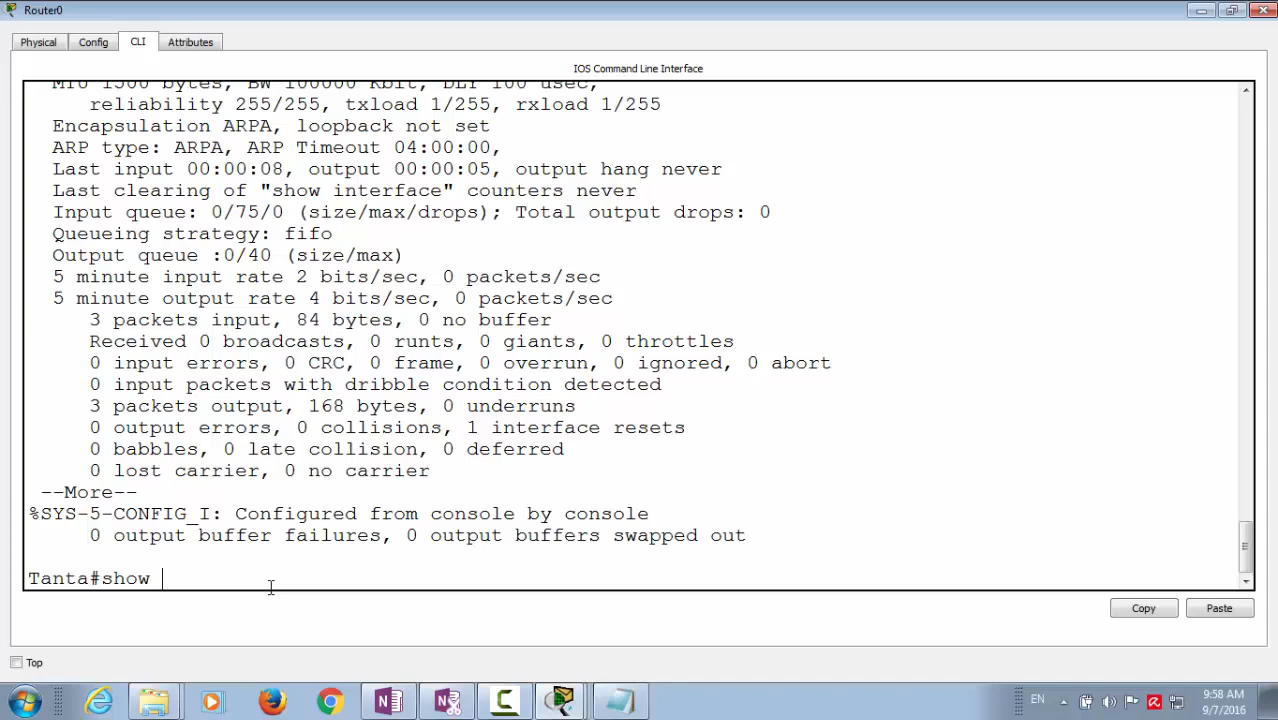 Router0
Physical
Config
CLI
Attributes
IOS Command Line Interface
MTU 1500 bytes, BW 100000 Kbit, DLY 100 usec,
reliability 255/255, txload 1/255, rxload 1/255
Encapsulation ARPA, loopback not set
ARP type: ARPA, ARP Timeout 04:00:00,
Last input 00:00:08, output 00:00:05, output hang never
Last clearing of "show interface" counters never
Input queue: 0/75/0 (size/max/drops); Total output drops: 0
Queueing strategy: fifo
Output queue :0/40 (size/max)
5 minute input rate 2 bits/sec, 0 packets/sec
5 minute output rate 4 bits/sec, 0 packets/sec
3 packets input, 84 bytes, 0 no buffer
Received 0 broadcasts, 0 runts, 0 giants, 0 throttles
0 input errors, 0 CRC, 0 frame, 0 overrun, 0 ignored, 0 abort
0 input packets with dribble condition detected
3 packets output, 168 bytes, 0 underruns
0 output errors, 0 collisions, 1 interface resets
0 babbles, 0 late collision, 0 deferred
0 lost carrier, 0 no carrier
--More--
%SYS-5-CONFIG_I: Configured from console by console
0 output buffer failures, 0 output buffers swapped out
Tanta#show
Copy
Paste
Top
EN
9:58 AM
9/7/2016